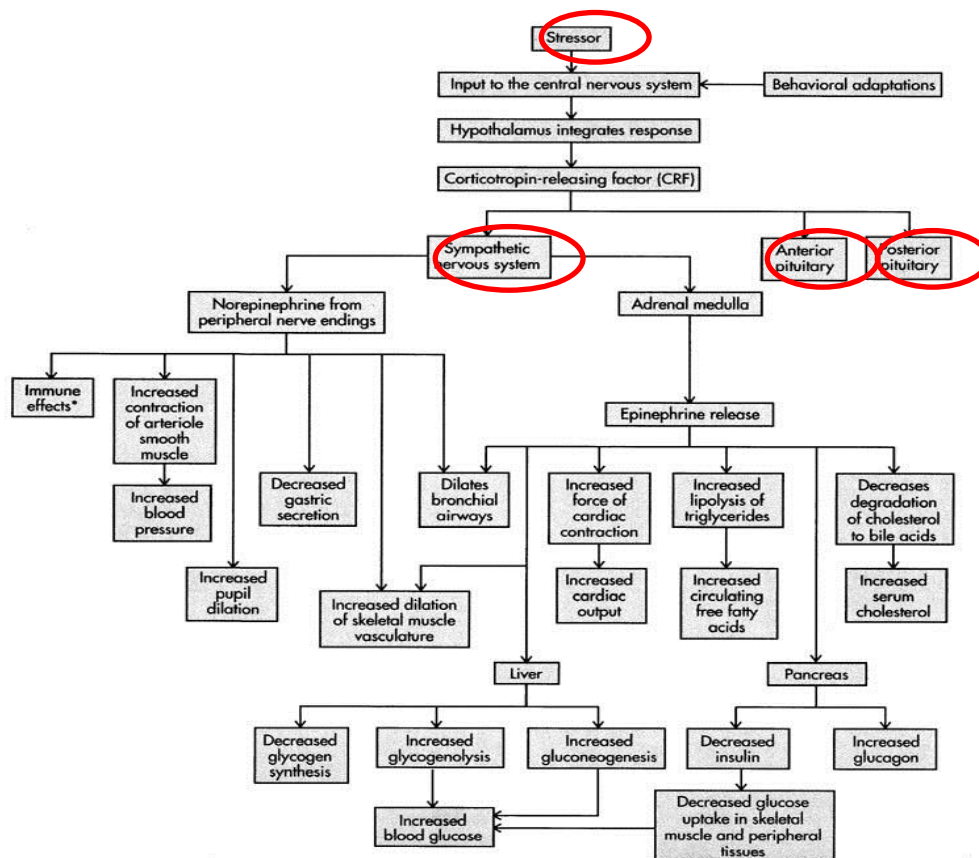 Stressor
Input to the central nervous system
Behavioral adaptations
Hypothalamus integrates response
Corticotropin-releasing factor (CRF)
Sympathetic
nervous system
Anterior
pituitary
Posterior
pituitary
Norepinephrine from
peripheral nerve endings
Adrenal medulla
Immune
effects*
Increased
contraction
of arteriole
smooth
muscle
Epinephrine release
Increased
blood
pressure
Decreased
gastric
secretion
Dilates
bronchial
airways
Increased
force of
cardiac
contraction
Increased
lipolysis of
triglycerides
Decreases
degradation
of cholesterol
to bile acids
Increased
pupil
dilation
Increased dilation
of skeletal muscle
vasculature
Increased
cardiac
output
Increased
circulating
free fatty
acids
Increased
serum
cholesterol
Liver
Pancreas
Decreased
glycogen
synthesis
Increased
glycogenolysis
Increased
gluconeogenesis
Decreased
insulin
Increased
glucagon
Increased
blood glucose
Decreased glucose
uptake in skeletal
muscle and peripheral
tissues